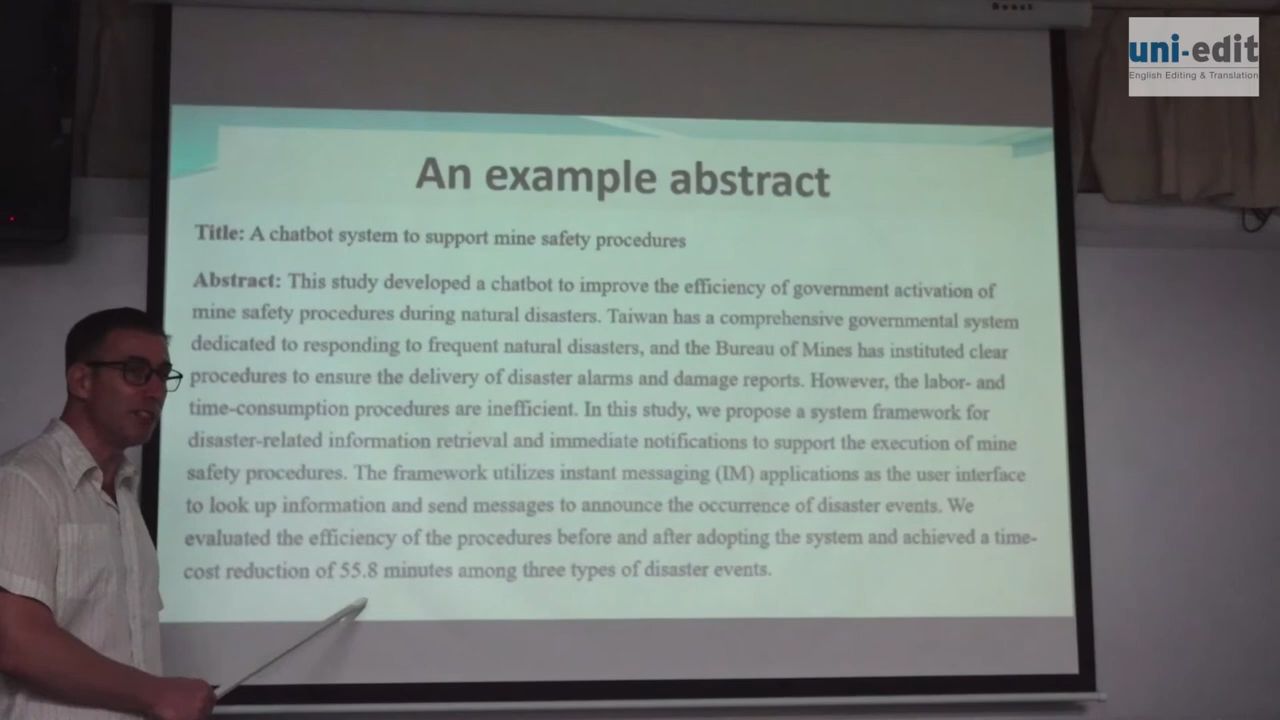 uni-edit
English Editing & Translation
An example abstract
Title: A chatbot system to support mine safety procedures
Abstract: This study developed a chatbot to improve the efficiency of government activation of
mine safety procedures during natural disasters. Taiwan has a comprehensive governmental system
dedicated to responding to frequent natural disasters, and the Bureau of Mines has instituted clear
procedures to ensure the delivery of disaster alarms and damage reports. However, the labor- and
time-consumption procedures are inefficient. In this study, we propose a system framework for
disaster-related information retrieval and immediate notifications to support the execution of mine
safety procedures. The framework utilizes instant messaging (IM) applications as the user interface
to look up information and send messages to announce the occurrence of disaster events. We
evaluated the efficiency of the procedures before and after adopting the system and achieved a time-
cost reduction of 55.8 minutes among three types of disaster events.